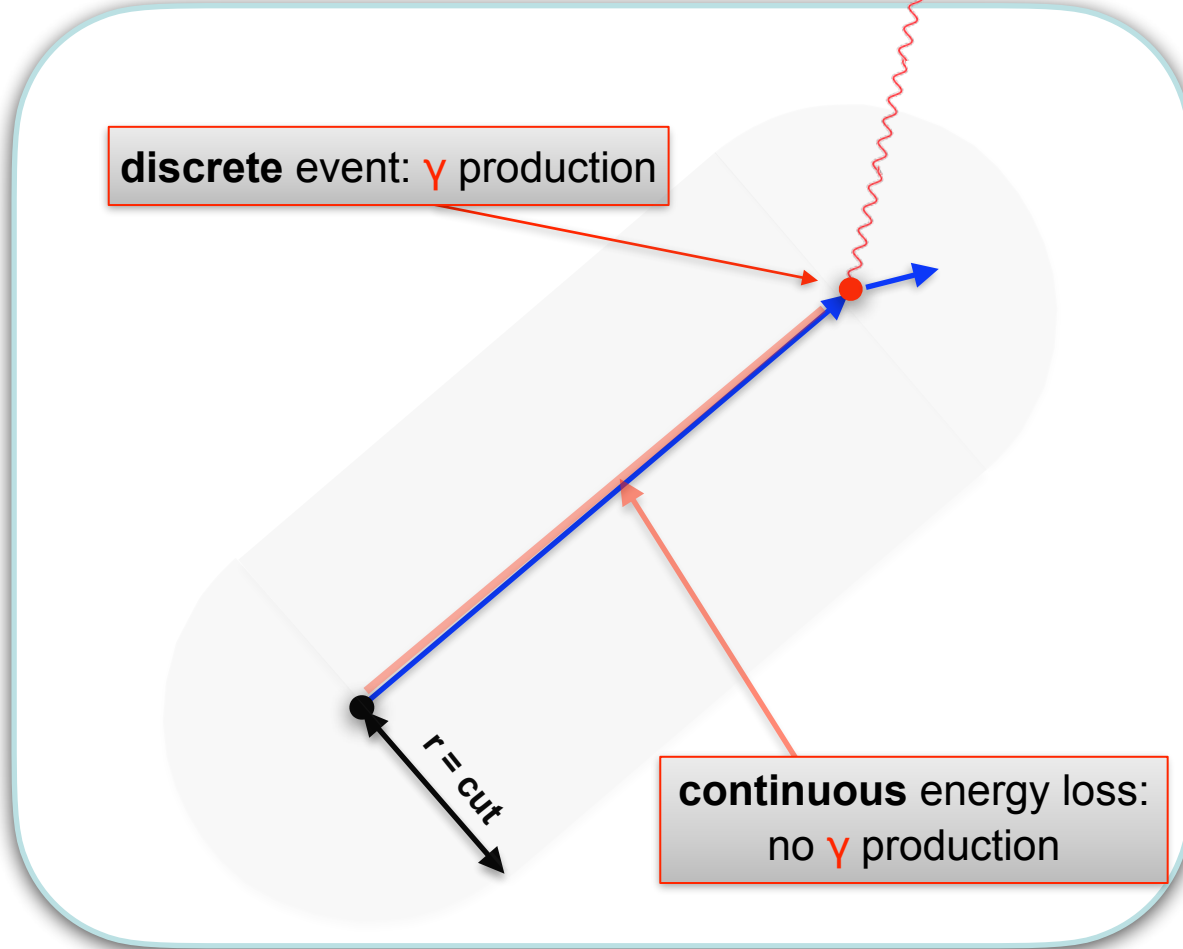 discrete event: γ production
r = cut
continuous energy loss:
no γ production